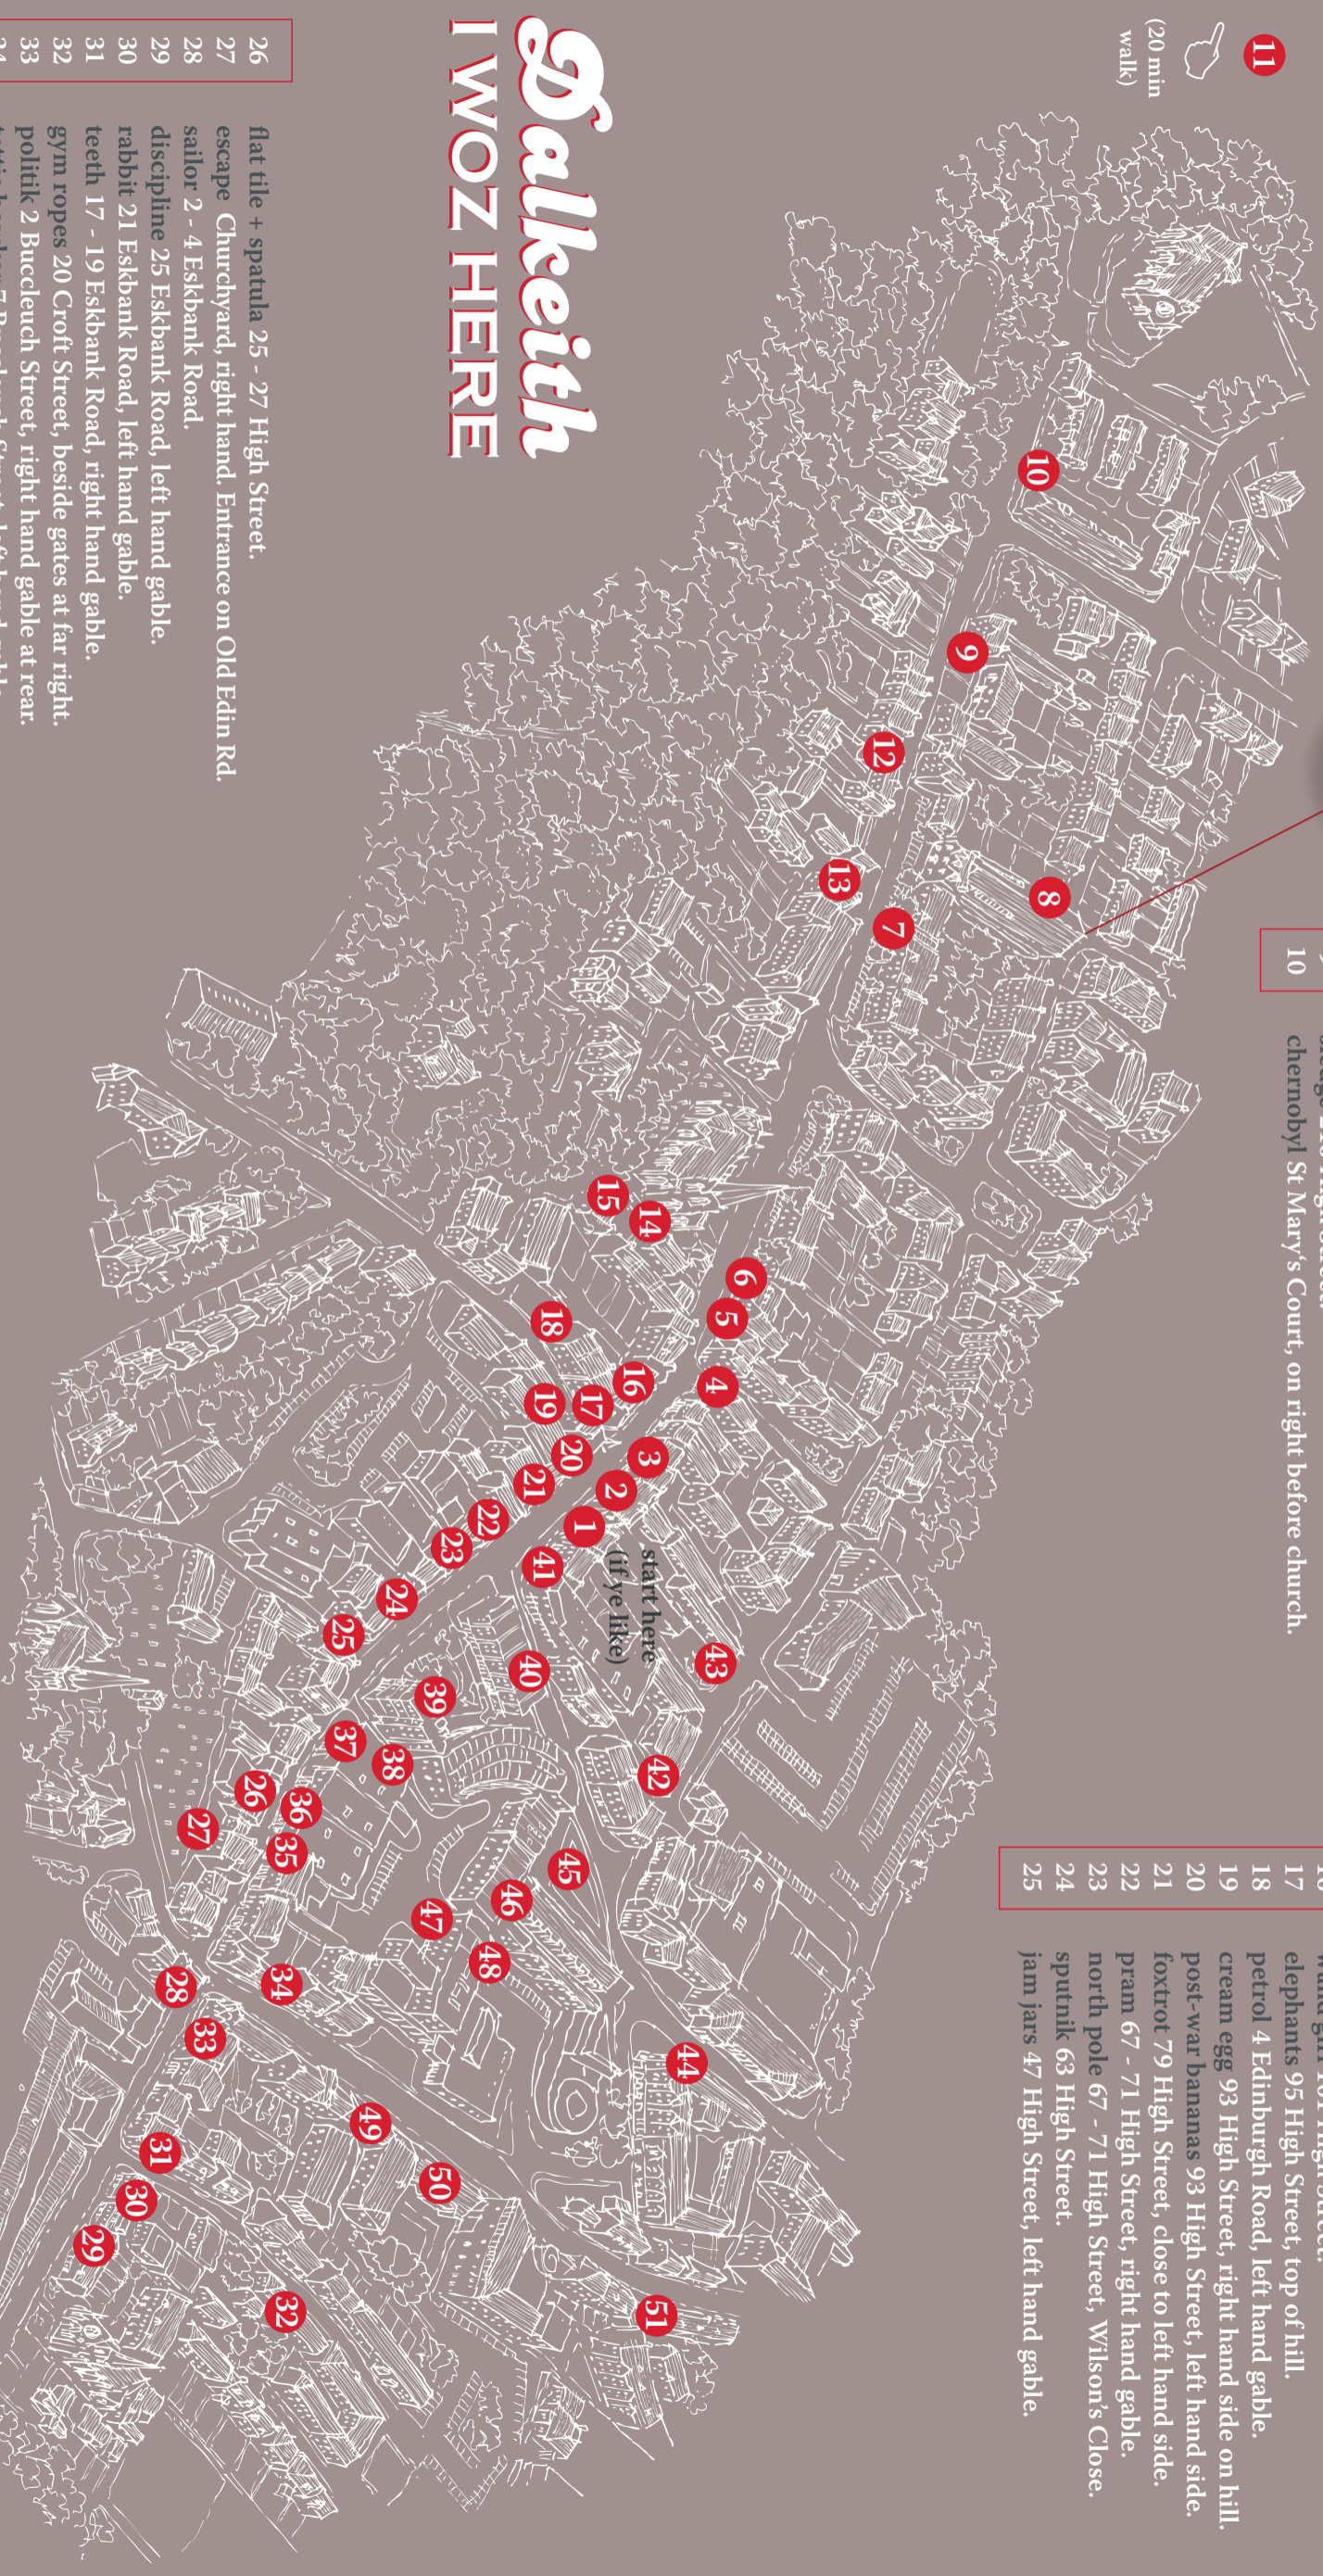 11
(20 min
walk)
10 chernobyl St Mary's Court, on right before church.
17 elephants 95 High Street, top of hill.
18 petrol 4 Edinburgh Road, left hand gable.
19 cream egg 93 High Street, right hand side on hill.
20 post-war bananas 93 High Street, left hand side.
21 foxtrot 79 High Street, close to left hand side.
22 pram 67 - 71 High Street, right hand gable.
23 north pole 67 - 71 High Street, Wilson's Close.
24 sputnik 63 High Street.
25 jam jars 47 High Street, left hand gable.
10
9
8
12
13
7
15
14
6
5
4
18
16
17
19
3
20
2
21
1
22
41
23
start here
(if ye like)
24
25
43
40
39
37
38
42
26
36
27
35
45
46
47
48
34
28
33
44
49
31
50
30
29
32
51
Dalkeith
I WOZ HERE
26 flat tile + spatula 25 - 27 High Street.
27 escape Churchyard, right hand. Entrance on Old Edin Rd.
28 sailor 2 - 4 Eskbank Road.
29 discipline 25 Eskbank Road, left hand gable.
30 rabbit 21 Eskbank Road, left hand gable.
31 teeth 17 - 19 Eskbank Road, right hand gable.
32 gym ropes 20 Croft Street, beside gates at far right.
33 politik 2 Buccleuch Street, right hand gable at rear.